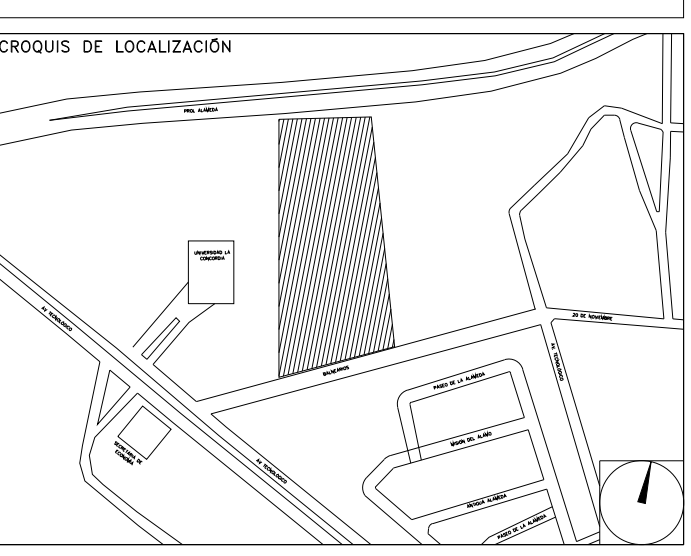 CROQUIS DE LOCALIZACIÓN
PROL ALAMEDA
UNIVERSIDAD LA
CONCORDIA
AV TECNOLOGICO
20 DE NOVIEMBRE
BALNEARIOS
AV TECNOLOGICO
PASEO DE LA ALAMEDA
VISION DEL ALAMO
SECRETARIA DE
ECONOMIA
AV TECNOLOGICO
ANTIGUA ALAMEDA
PASEO DE LA ALAMEDA